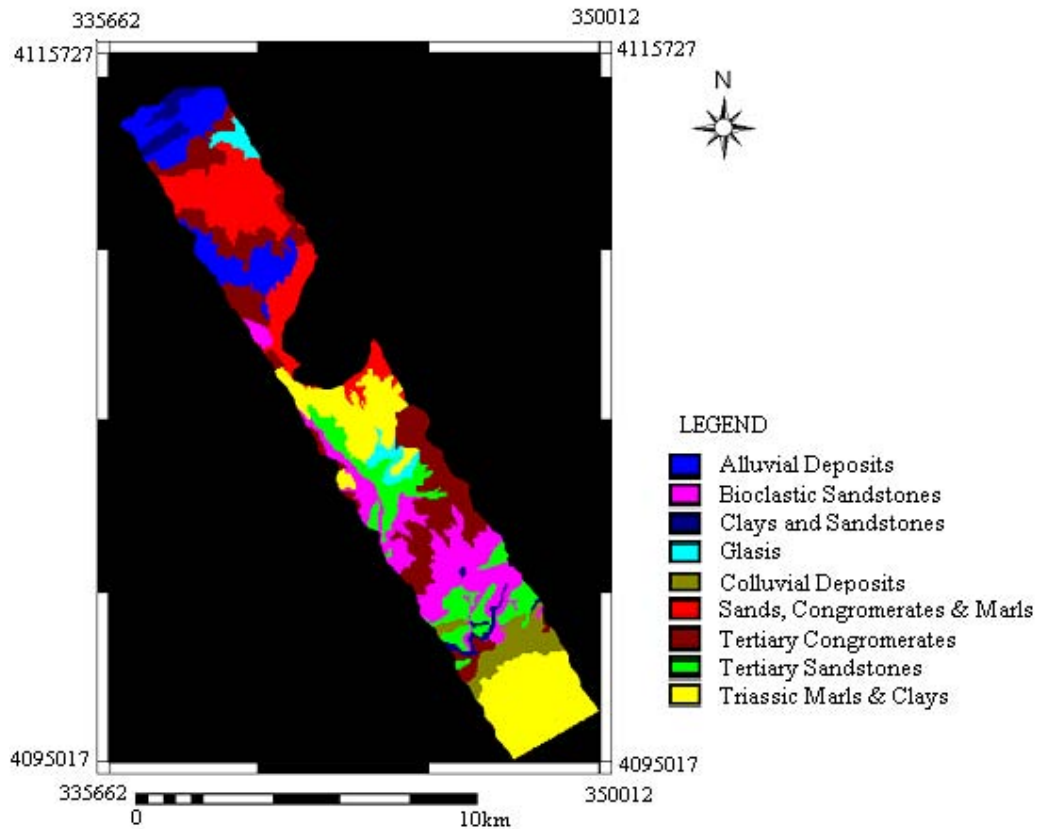 335662 350012
4115727 4115727
N
LEGEND
Alluvial Deposits
Bioclastic Sandstones
Clays and Sandstones
Glasis
Colluvial Deposits
Sands, Congromerates & Marls
Tertiary Congromerates
Tertiary Sandstones
Triassic Marls & Clays
4095017 4095017
335662 350012
0 10km